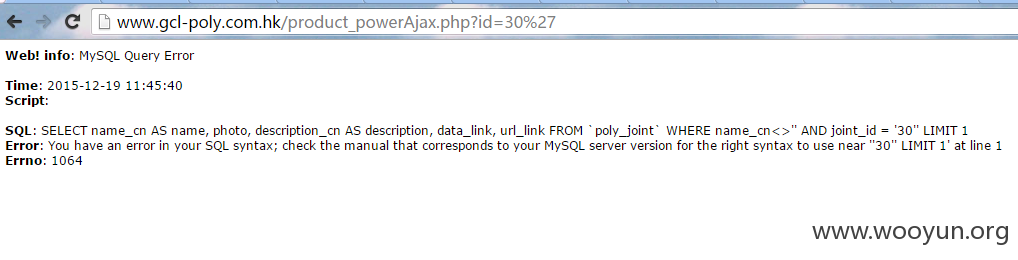 www.gcl-poly.com.hk/product_powerAjax.php?id=30%27
Web! info: MySQL Query Error
Time: 2015-12-19 11:45:40
Script:
SQL: SELECT name_cn AS name, photo, description_cn AS description, data_link, url_link FROM `poly_joint` WHERE name_cn<>'' AND joint_id = '30'' LIMIT 1
Error: You have an error in your SQL syntax; check the manual that corresponds to your MySQL server version for the right syntax to use near ''30'' LIMIT 1' at line 1
Errno: 1064
www.wooyun.org